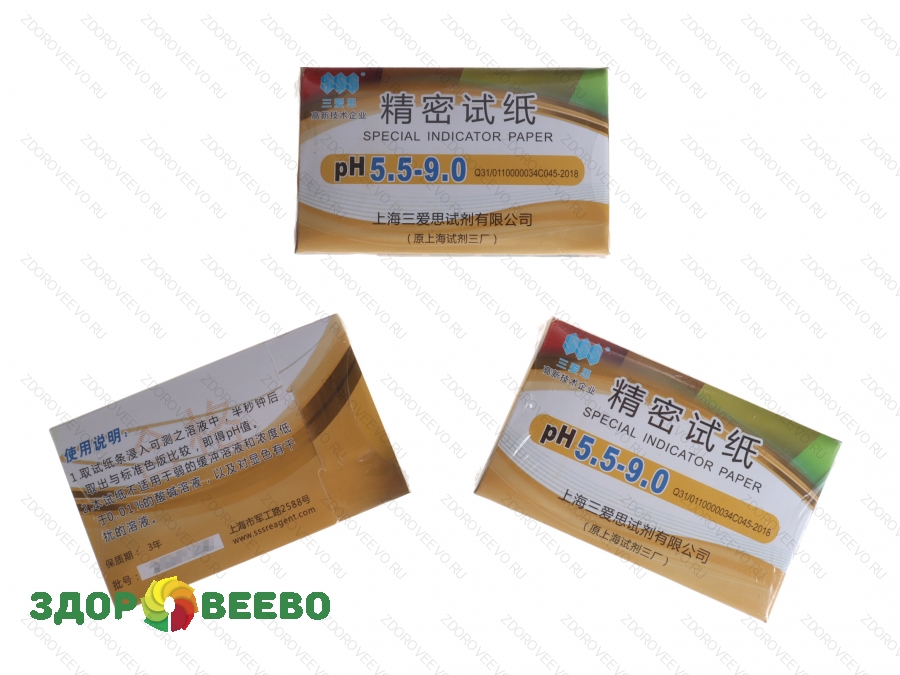 SSS®
三爱思
高新技术企业
精密试纸
SPECIAL INDICATOR PAPER
pH 5.5-9.0 Q31/0110000034C045-2018
上海三爱思试剂有限公司
(原上海试剂三厂)
使用说明:
1.取试纸条浸入可测之溶液中,半秒钟后
取出与标准色版比较,即得pH值。
本试纸不适用于弱的缓冲溶液和浓度低
于0.01N的酸碱溶液,以及对显色有干
扰的溶液。
保质期:3年
批号:
上海市军工路2588号
www.sssreagent.com
SSS®
三爱思
高新技术企业
精密试纸
SPECIAL INDICATOR PAPER
pH 5.5-9.0 Q31/0110000034C045-2018
上海三爱思试剂有限公司
(原上海试剂三厂)
ЗДОРОВЕЕВО
ZDOROVEEVO.RU